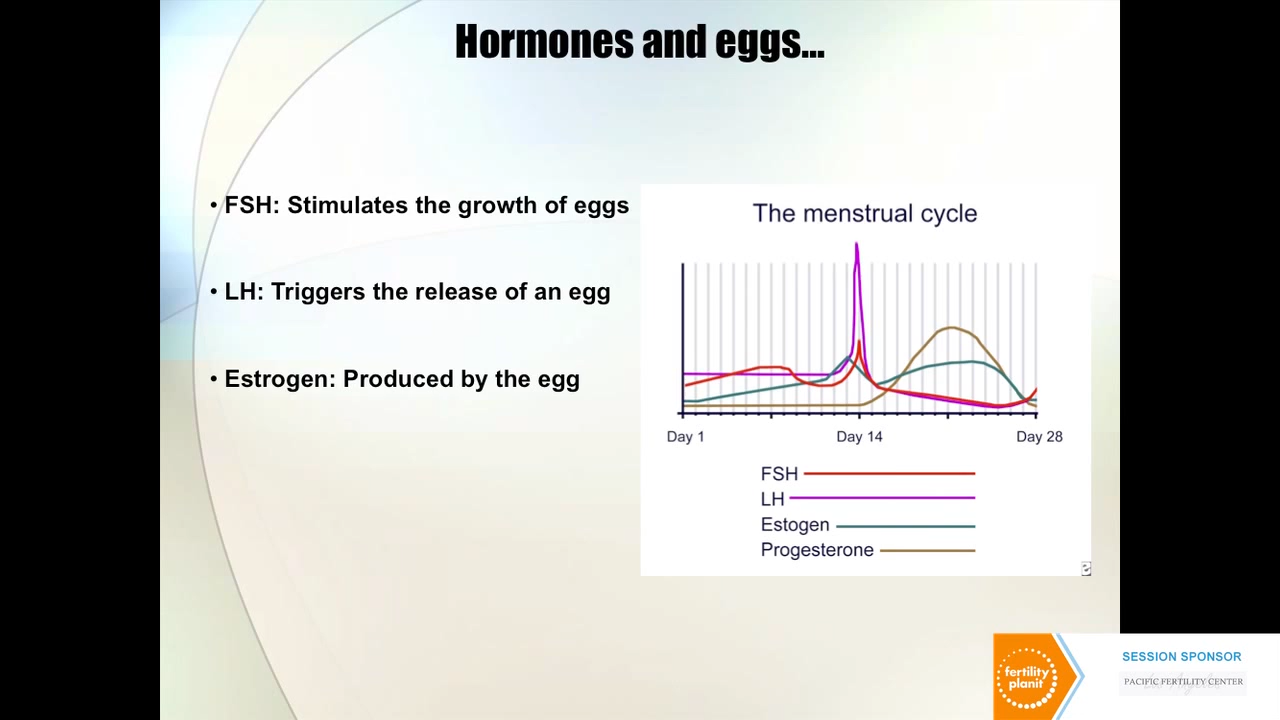 Hormones and eggs...
• FSH: Stimulates the growth of eggs
• LH: Triggers the release of an egg
• Estrogen: Produced by the egg
The menstrual cycle
Day 1 Day 14 Day 28
FSH
LH
Estogen
Progesterone
fertility
planit
SESSION SPONSOR
PACIFIC FERTILITY CENTER
Los Angeles